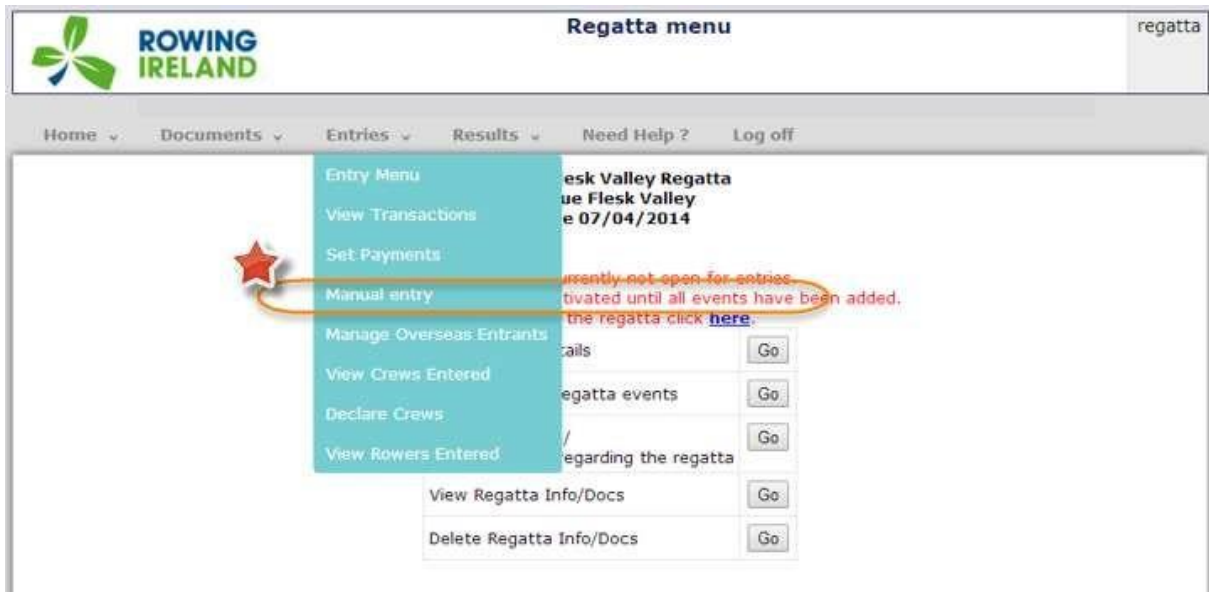 Regatta menu
regatta
ROWING
IRELAND
Home Documents Entries Results Need Help ? Log off
Entry Menu
View Transactions
Set Payments
Manual entry
Manage Overseas Entrants
View Crews Entered
Declare Crews
View Rowers Entered
esk Valley Regatta
ue Flesk Valley
e 07/04/2014
urrently not open for entries.
tivated until all events have been added.
the regatta click here.
tails Go
egatta events Go
/
egarding the regatta Go
View Regatta Info/Docs Go
Delete Regatta Info/Docs Go